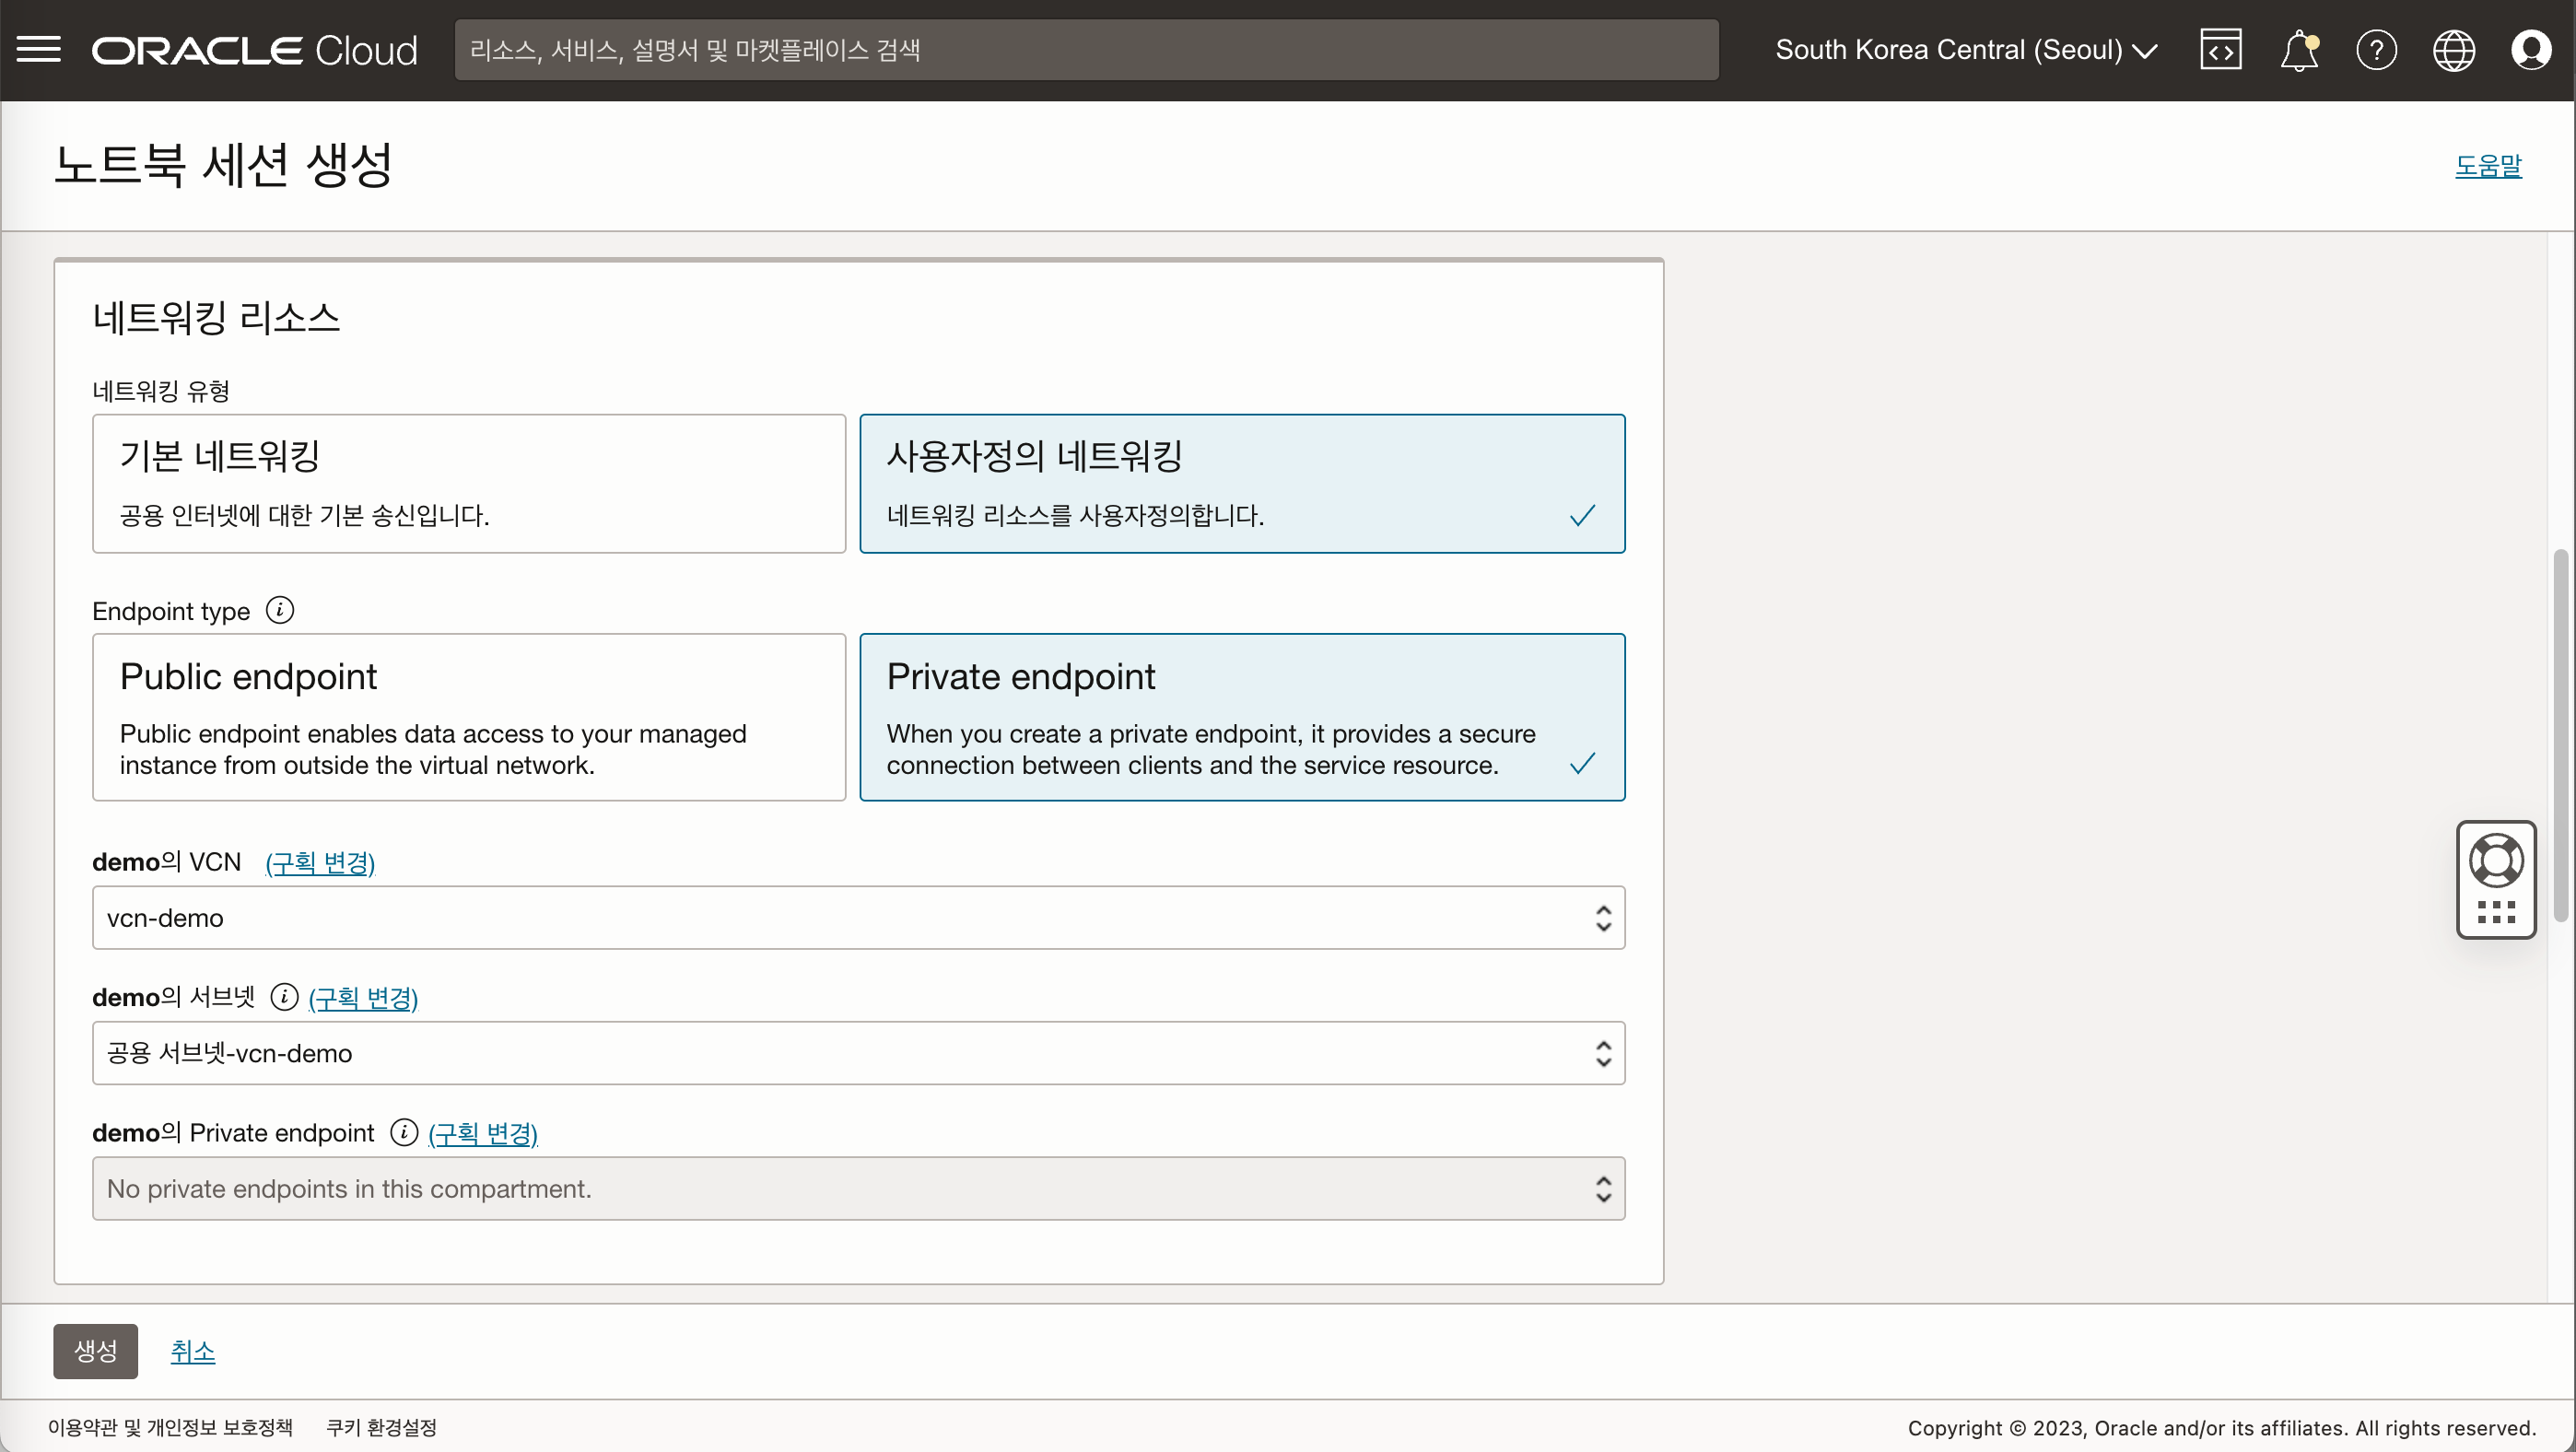 ORACLE Cloud
리소스, 서비스, 설명서 및 마켓플레이스 검색
South Korea Central (Seoul)
노트북 세션 생성
도움말
네트워킹 리소스
네트워킹 유형
기본 네트워킹
공용 인터넷에 대한 기본 송신입니다.
사용자정의 네트워킹
네트워킹 리소스를 사용자정의합니다.
Endpoint type
Public endpoint
Public endpoint enables data access to your managed
instance from outside the virtual network.
Private endpoint
When you create a private endpoint, it provides a secure
connection between clients and the service resource.
demo의 VCN (구획 변경)
vcn-demo
demo의 서브넷 (구획 변경)
공용 서브넷-vcn-demo
demo의 Private endpoint (구획 변경)
No private endpoints in this compartment.
생성 취소
이용약관 및 개인정보 보호정책 쿠키 환경설정
Copyright © 2023, Oracle and/or its affiliates. All rights reserved.